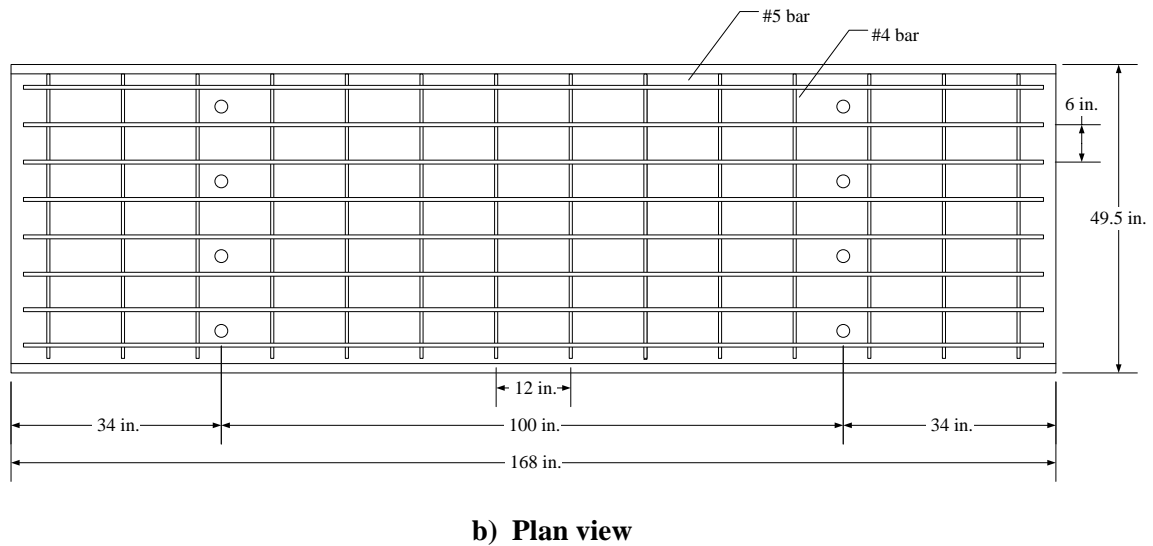 #5 bar
#4 bar
6 in.
49.5 in.
12 in.
34 in.
100 in.
34 in.
168 in.
b) Plan view